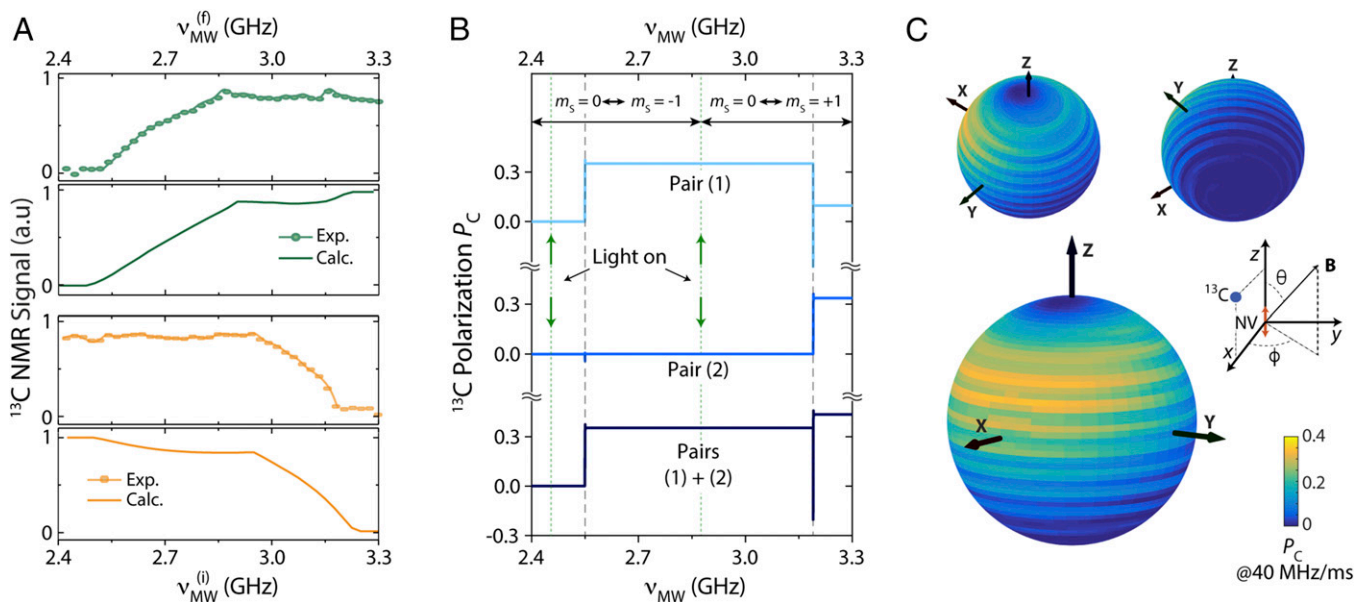 A
ν_MW^(f) (GHz)
2.4 2.7 3.0 3.3
1
0
1
Exp.
Calc.
0
1
0
1
Exp.
Calc.
0
2.4 2.7 3.0 3.3
ν_MW^(i) (GHz)
¹³C NMR Signal (a.u)
B
ν_MW (GHz)
2.4 2.7 3.0 3.3
m_S = 0 ↔ m_S = -1
m_S = 0 ↔ m_S = +1
0.3
Pair (1)
0.0
Light on
0.3
0.0
Pair (2)
0.3
Pairs
(1) + (2)
0.0
-0.3
2.4 2.7 3.0 3.3
ν_MW (GHz)
¹³C Polarization P_C
C
Z
X
Y
Z
Y
X
Z
X
Y
z
B
θ
¹³C
NV
y
x
ϕ
0.4
0.2
0
P_C
@40 MHz/ms